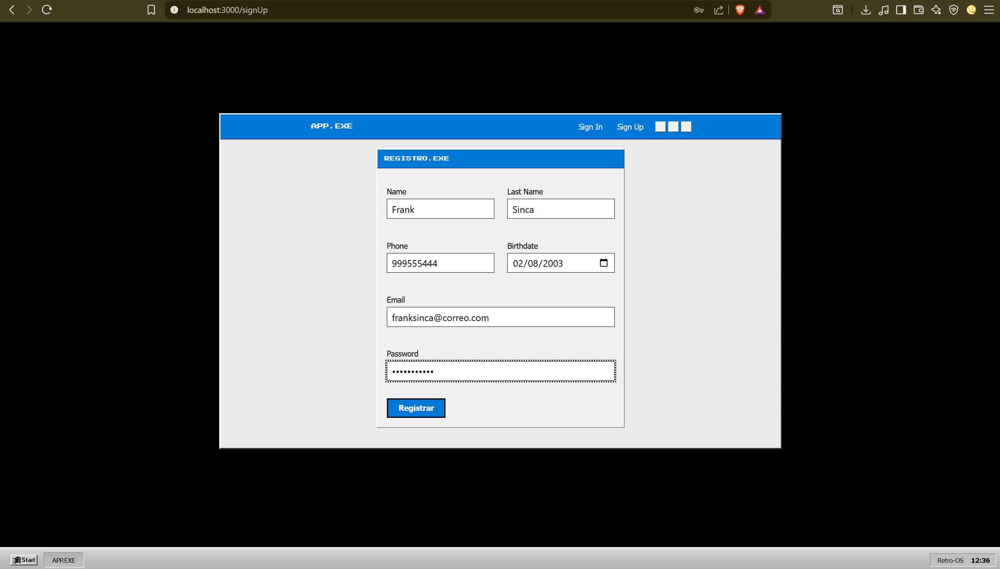 localhost:3000/signUp
APP.EXE
Sign In Sign Up
REGISTRO.EXE
Name Last Name
Frank Sinca
Phone Birthdate
999555444 02/08/2003
Email
franksinca@correo.com
Password
•••••••••••
Registrar
Start APP.EXE Retro-OS 12:36